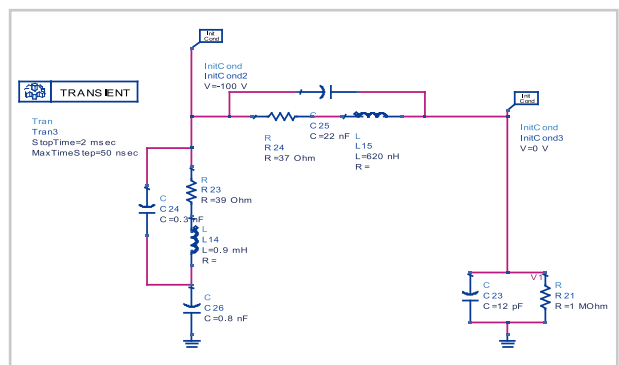 Init
Cond
InitCond
InitCond2
V=-100 V
TRANSIENT
Tran
Tran3
StopTime=2 msec
MaxTimeStep=50 nsec
Init
Cond
InitCond
InitCond3
V=0 V
C
C25
C=22 nF
R
R24
R=37 Ohm
L
L15
L=620 nH
R=
C
C24
C=0.3 nF
R
R23
R=39 Ohm
L
L14
L=0.9 mH
R=
C
C26
C=0.8 nF
V1
C
C23
C=12 pF
R
R21
R=1 MOhm